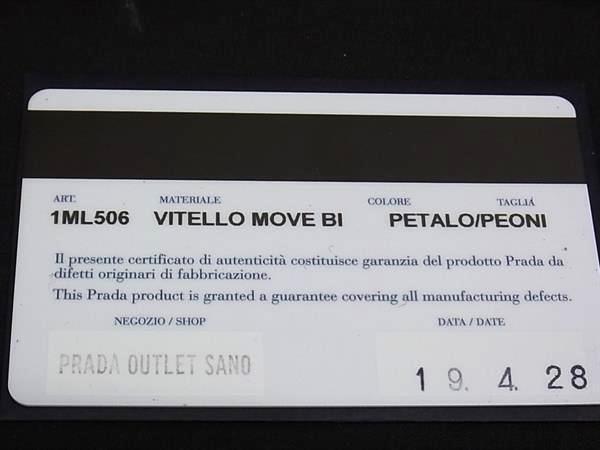 ART. MATERIALE COLORE TAGLIÁ
1ML506 VITELLO MOVE BI PETALO/PEONI
Il presente certificato di autenticità costituisce garanzia del prodotto Prada da
difetti originari di fabbricazione.
This Prada product is granted a guarantee covering all manufacturing defects.
NEGOZIO / SHOP DATA / DATE
PRADA OUTLET SANO 19. 4. 28